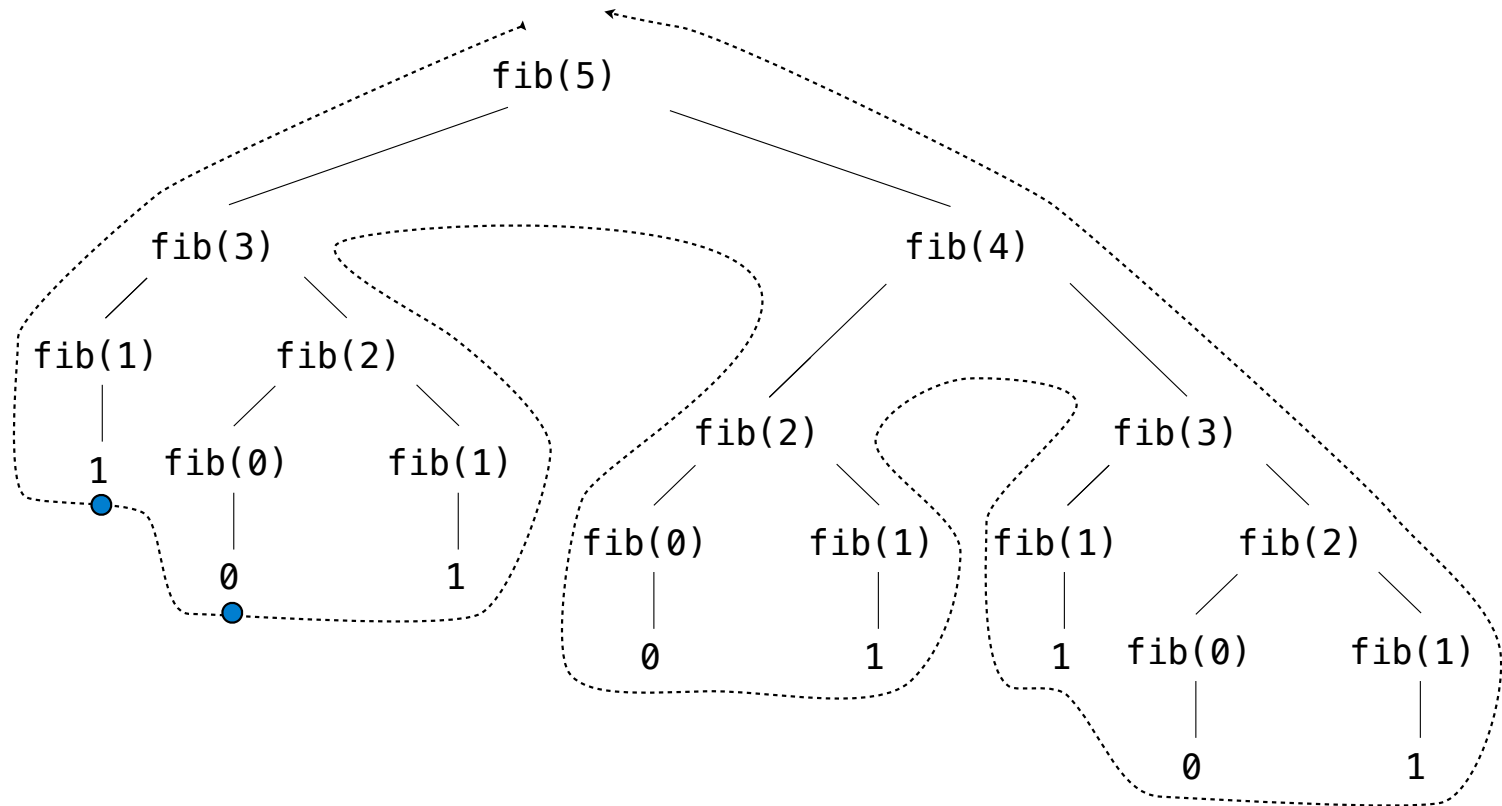 fib(5)
fib(3) fib(4)
fib(1) fib(2)
fib(2) fib(3)
1 fib(0) fib(1)
fib(0) fib(1) fib(1) fib(2)
0 1
0 1 1 fib(0) fib(1)
0 1